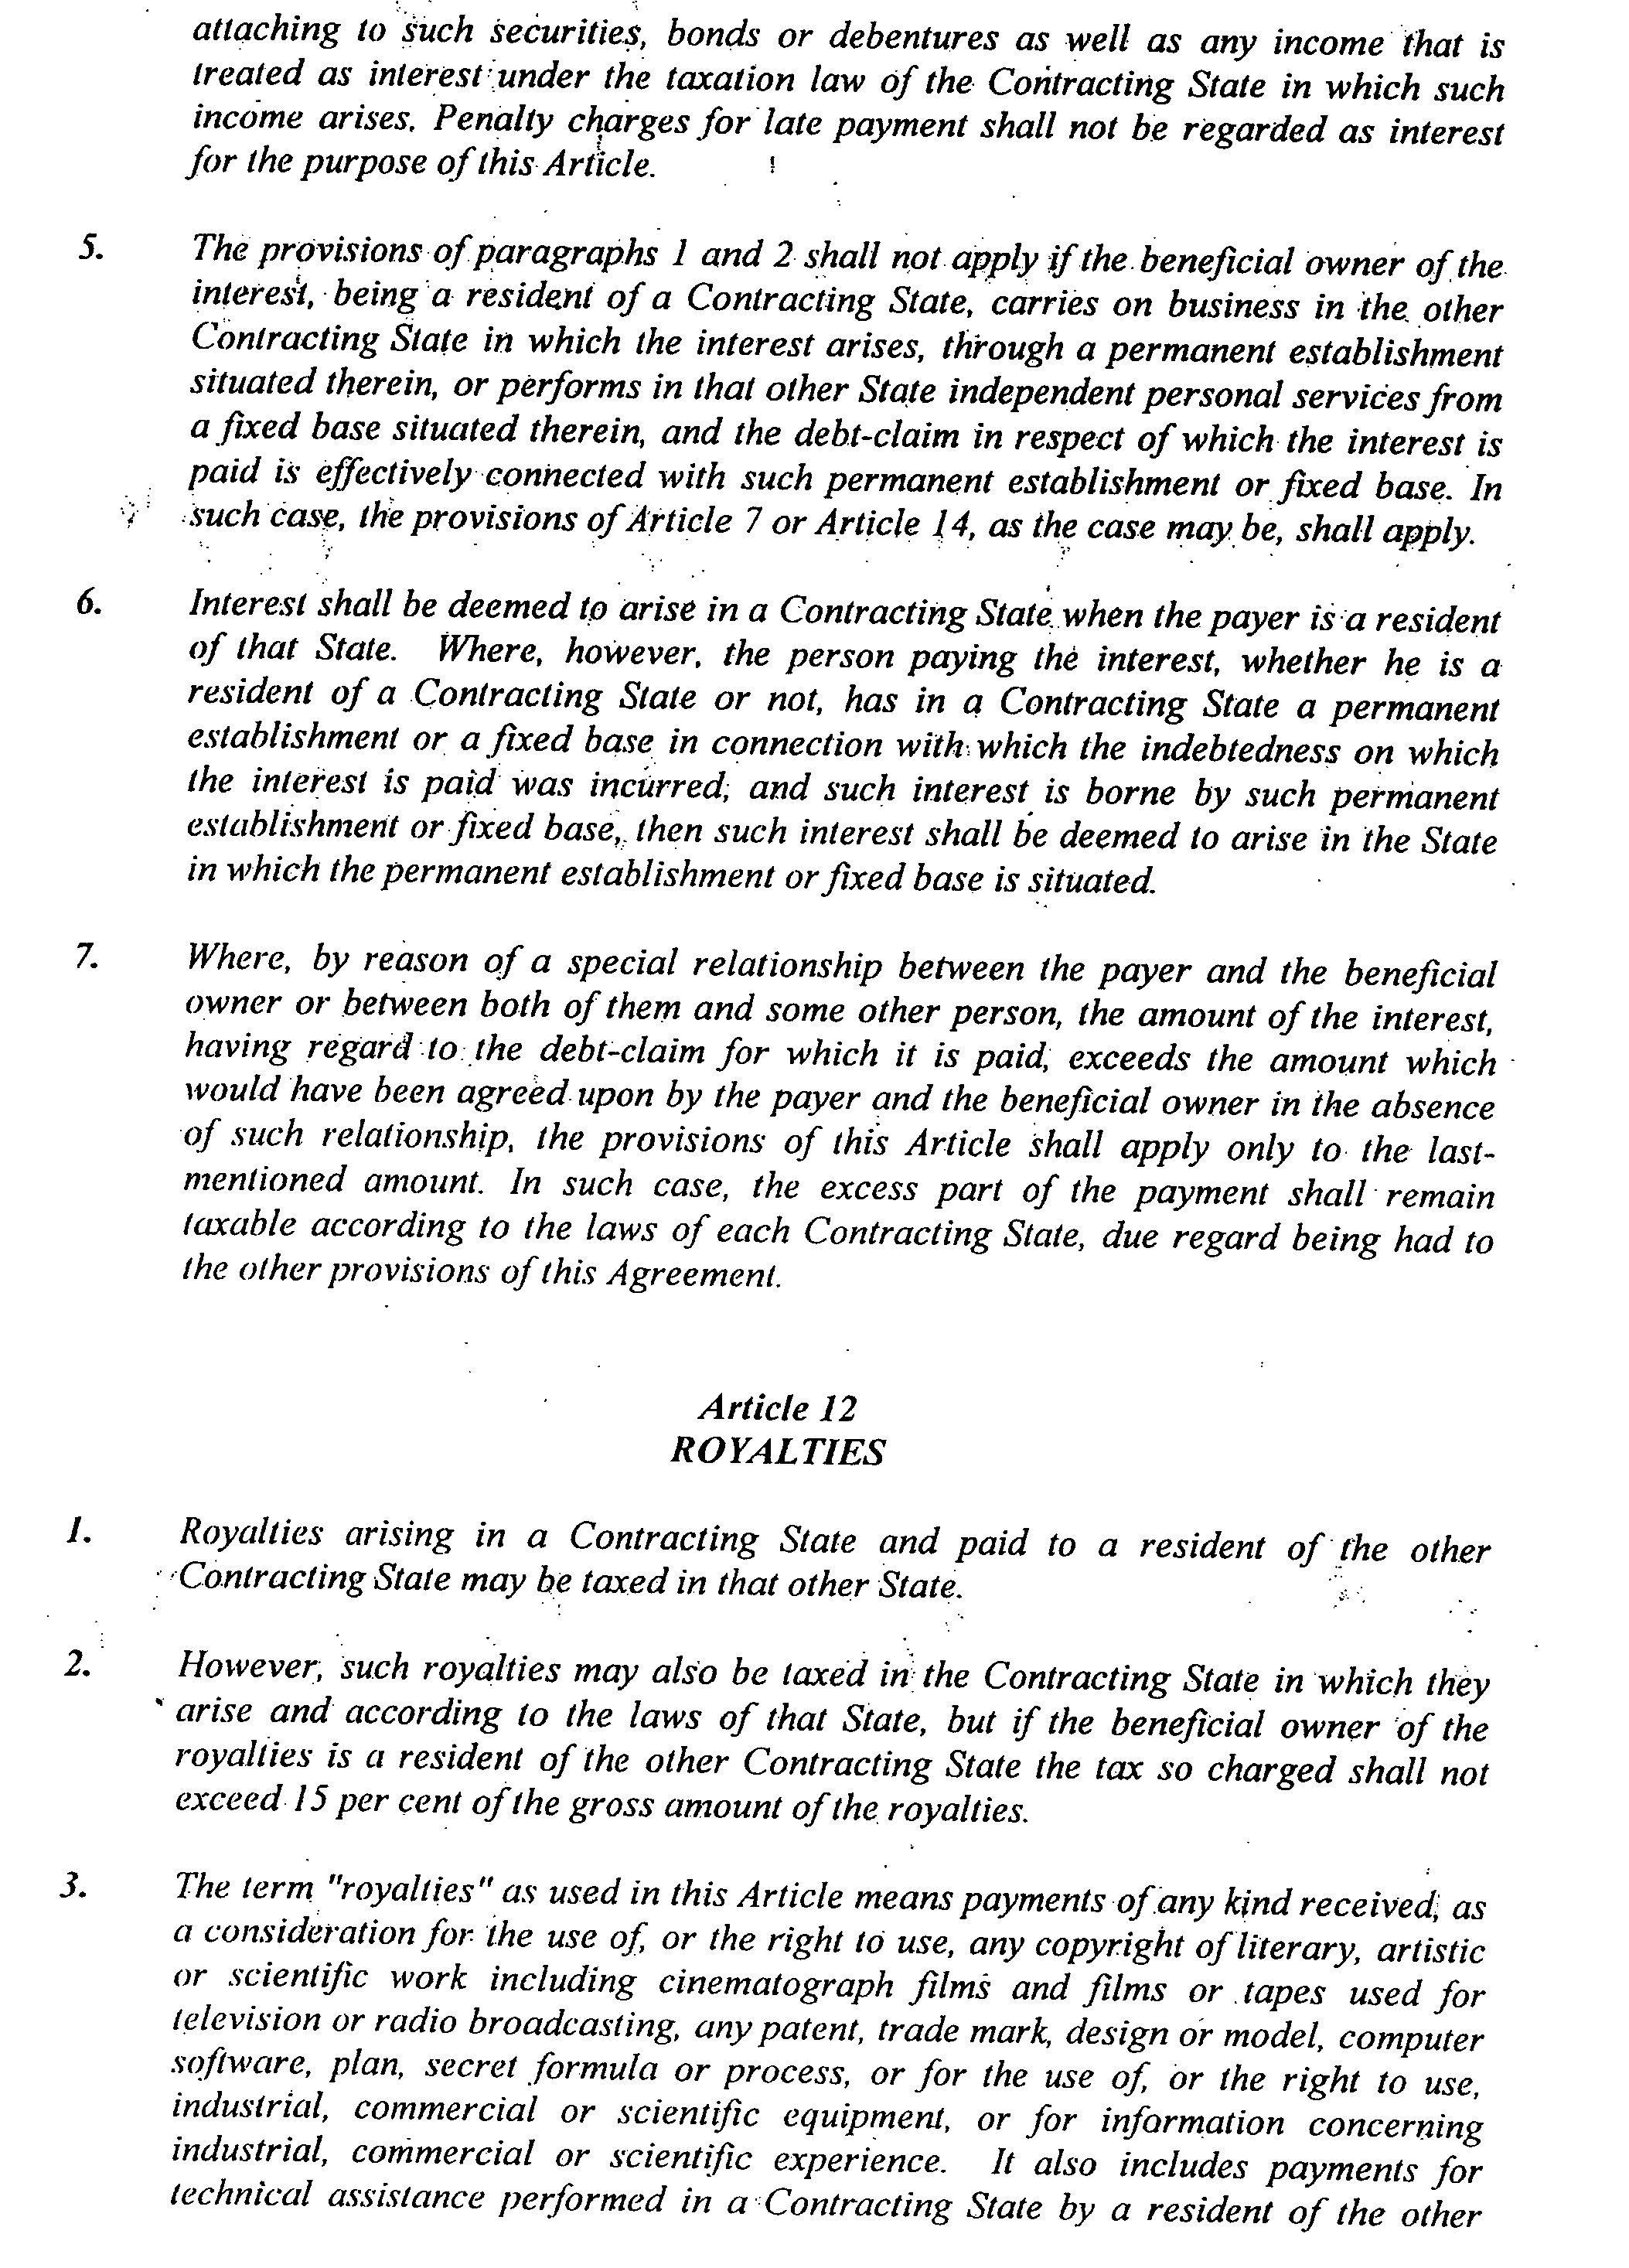 attaching to such securities, bonds or debentures as well as any income that is
treated as interest under the taxation law of the Contracting State in which such
income arises. Penalty charges for late payment shall not be regarded as interest
for the purpose of this Article.
5. The provisions of paragraphs 1 and 2 shall not apply if the beneficial owner of the
interest, being a resident of a Contracting State, carries on business in the other
Contracting State in which the interest arises, through a permanent establishment
situated therein, or performs in that other State independent personal services from
a fixed base situated therein, and the debt-claim in respect of which the interest is
paid is effectively connected with such permanent establishment or fixed base. In
such case, the provisions of Article 7 or Article 14, as the case may be, shall apply.
6. Interest shall be deemed to arise in a Contracting State when the payer is a resident
of that State. Where, however, the person paying the interest, whether he is a
resident of a Contracting State or not, has in a Contracting State a permanent
establishment or a fixed base in connection with which the indebtedness on which
the interest is paid was incurred, and such interest is borne by such permanent
establishment or fixed base, then such interest shall be deemed to arise in the State
in which the permanent establishment or fixed base is situated.
7. Where, by reason of a special relationship between the payer and the beneficial
owner or between both of them and some other person, the amount of the interest,
having regard to the debt-claim for which it is paid, exceeds the amount which
would have been agreed upon by the payer and the beneficial owner in the absence
of such relationship, the provisions of this Article shall apply only to the last-
mentioned amount. In such case, the excess part of the payment shall remain
taxable according to the laws of each Contracting State, due regard being had to
the other provisions of this Agreement.
Article 12
ROYALTIES
1. Royalties arising in a Contracting State and paid to a resident of the other
Contracting State may be taxed in that other State.
2. However, such royalties may also be taxed in the Contracting State in which they
arise and according to the laws of that State, but if the beneficial owner of the
royalties is a resident of the other Contracting State the tax so charged shall not
exceed 15 per cent of the gross amount of the royalties.
3. The term "royalties" as used in this Article means payments of any kind received, as
a consideration for the use of, or the right to use, any copyright of literary, artistic
or scientific work including cinematograph films and films or tapes used for
television or radio broadcasting, any patent, trade mark, design or model, computer
software, plan, secret formula or process, or for the use of, or the right to use,
industrial, commercial or scientific equipment, or for information concerning
industrial, commercial or scientific experience. It also includes payments for
technical assistance performed in a Contracting State by a resident of the other